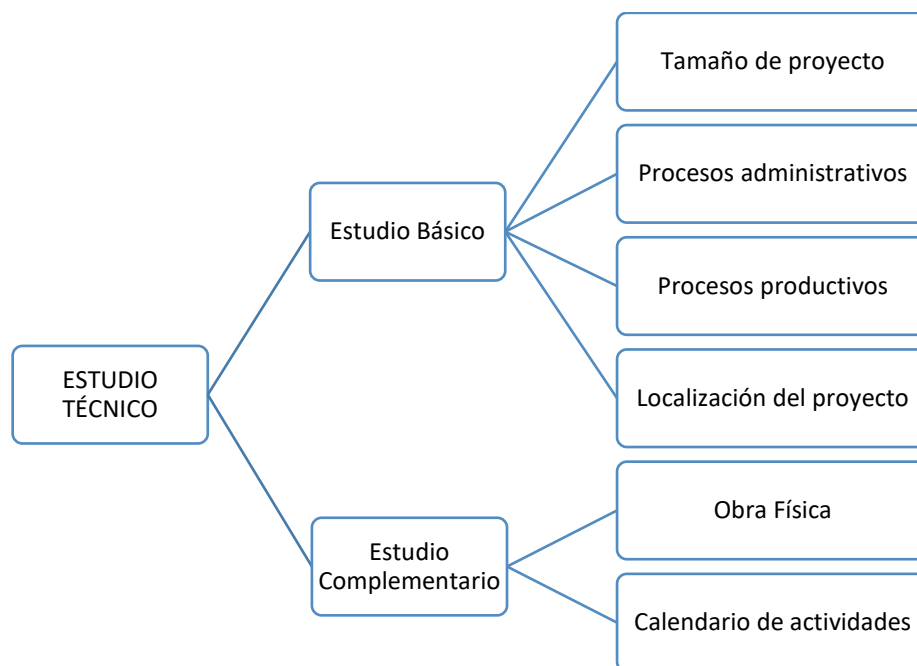 Tamaño de proyecto
Procesos administrativos
Estudio Básico
Procesos productivos
Localización del proyecto
ESTUDIO
TÉCNICO
Obra Física
Estudio
Complementario
Calendario de actividades